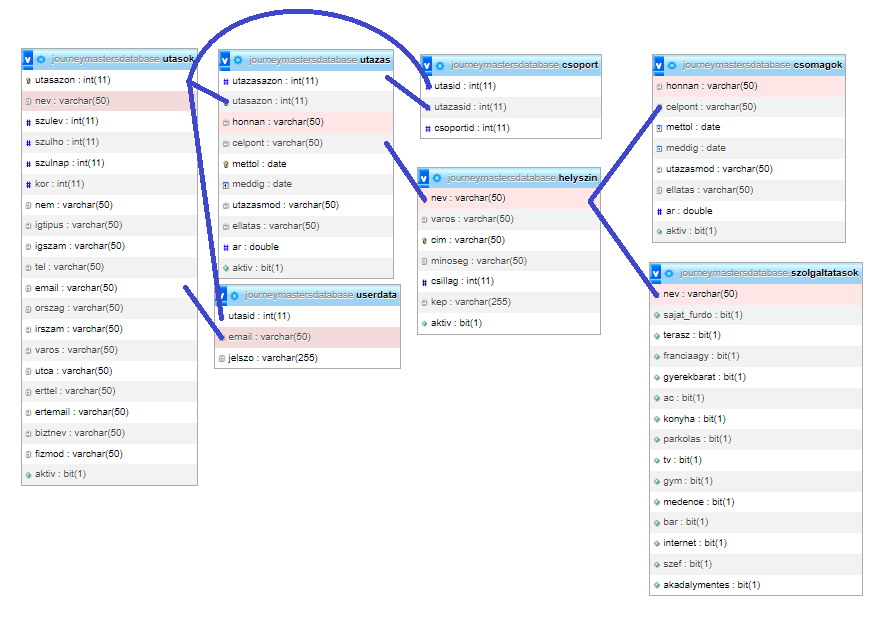 journeymastersdatabase utasok
utasazon : int(11)
nev : varchar(50)
szulev : int(11)
szulho : int(11)
szulnap : int(11)
kor : int(11)
nem : varchar(50)
igtipus : varchar(50)
igszam : varchar(50)
tel : varchar(50)
email : varchar(50)
orszag : varchar(50)
irszam : varchar(50)
varos : varchar(50)
utca : varchar(50)
erttel : varchar(50)
ertemail : varchar(50)
biztnev : varchar(50)
fizmod : varchar(50)
aktiv : bit(1)
journeymastersdatabase utazas
utazasazon : int(11)
utasazon : int(11)
honnan : varchar(50)
celpont : varchar(50)
mettol : date
meddig : date
utazasmod : varchar(50)
ellatas : varchar(50)
ar : double
aktiv : bit(1)
journeymastersdatabase userdata
utasid : int(11)
email : varchar(50)
jelszo : varchar(255)
journeymastersdatabase csoport
utasid : int(11)
utazasid : int(11)
csoportid : int(11)
journeymastersdatabase helyszin
nev : varchar(50)
varos : varchar(50)
cim : varchar(50)
minoseg : varchar(50)
csillag : int(11)
kep : varchar(255)
aktiv : bit(1)
journeymastersdatabase csomagok
honnan : varchar(50)
celpont : varchar(50)
mettol : date
meddig : date
utazasmod : varchar(50)
ellatas : varchar(50)
ar : double
aktiv : bit(1)
journeymastersdatabase szolgaltatasok
nev : varchar(50)
sajat_furdo : bit(1)
terasz : bit(1)
franciaagy : bit(1)
gyerekbarat : bit(1)
ac : bit(1)
konyha : bit(1)
parkolas : bit(1)
tv : bit(1)
gym : bit(1)
medence : bit(1)
bar : bit(1)
internet : bit(1)
szef : bit(1)
akadalymentes : bit(1)